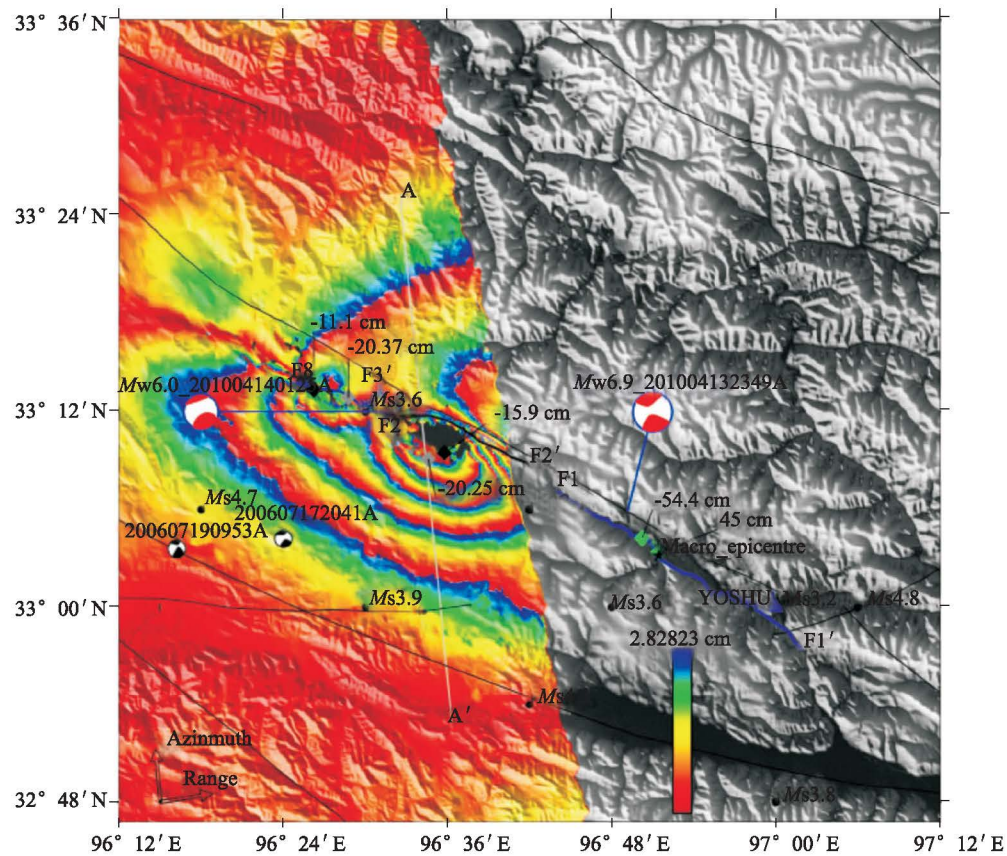 33° 36′ N
A
33° 24′ N
-11.1 cm
-20.37 cm
F8
F3′
Mw6.0_201004140125A
Mw6.9_201004132349A
33° 12′ N
Ms3.6
-15.9 cm
F2
F2′
F1
-20.25 cm
-54.4 cm
Ms4.7
200607172041A
45 cm
200607190953A
Macro_epicentre
Ms3.9
Ms3.6
YOSHU
Ms4.8
33° 00′ N
2.82823 cm
F1′
Ms
A′
Azinmuth
Range
32° 48′ N
Ms3.8
96° 12′ E
96° 24′ E
96° 36′ E
96° 48′ E
97° 00′ E
97° 12′ E